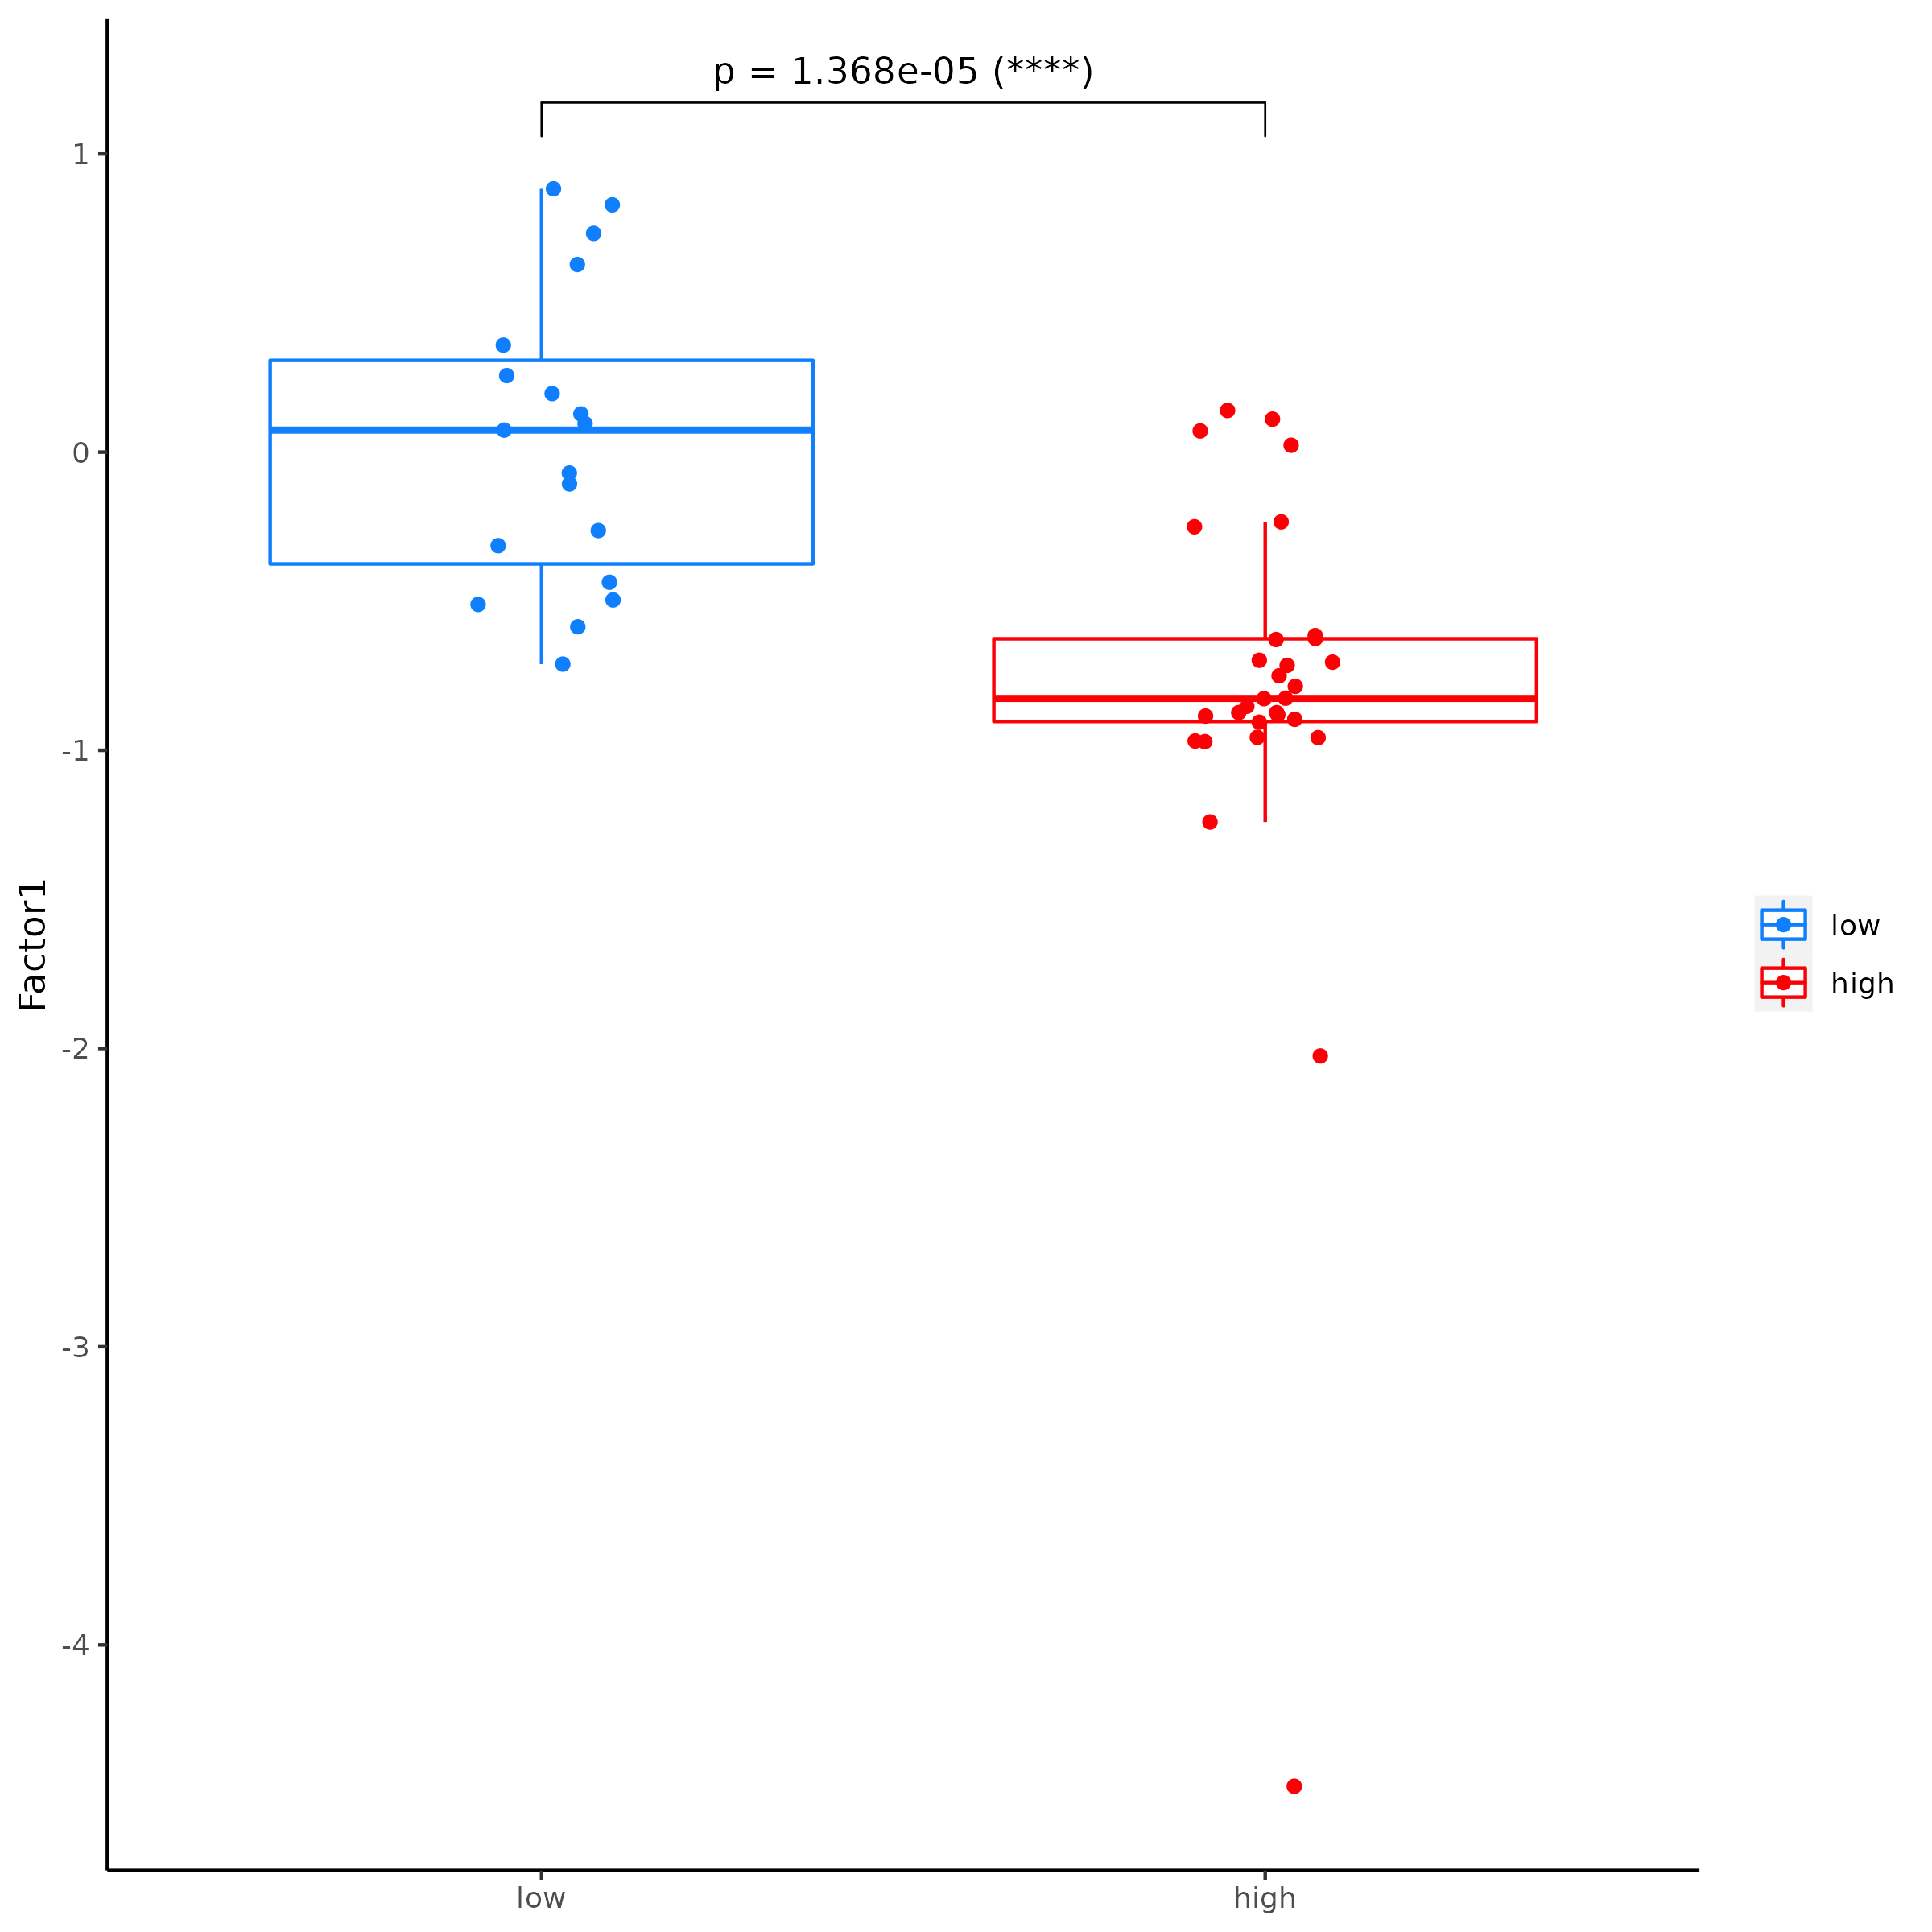 p = 1.368e-05 (****)
1
0
-1
-2
-3
-4
Factor1
low
high
low
high